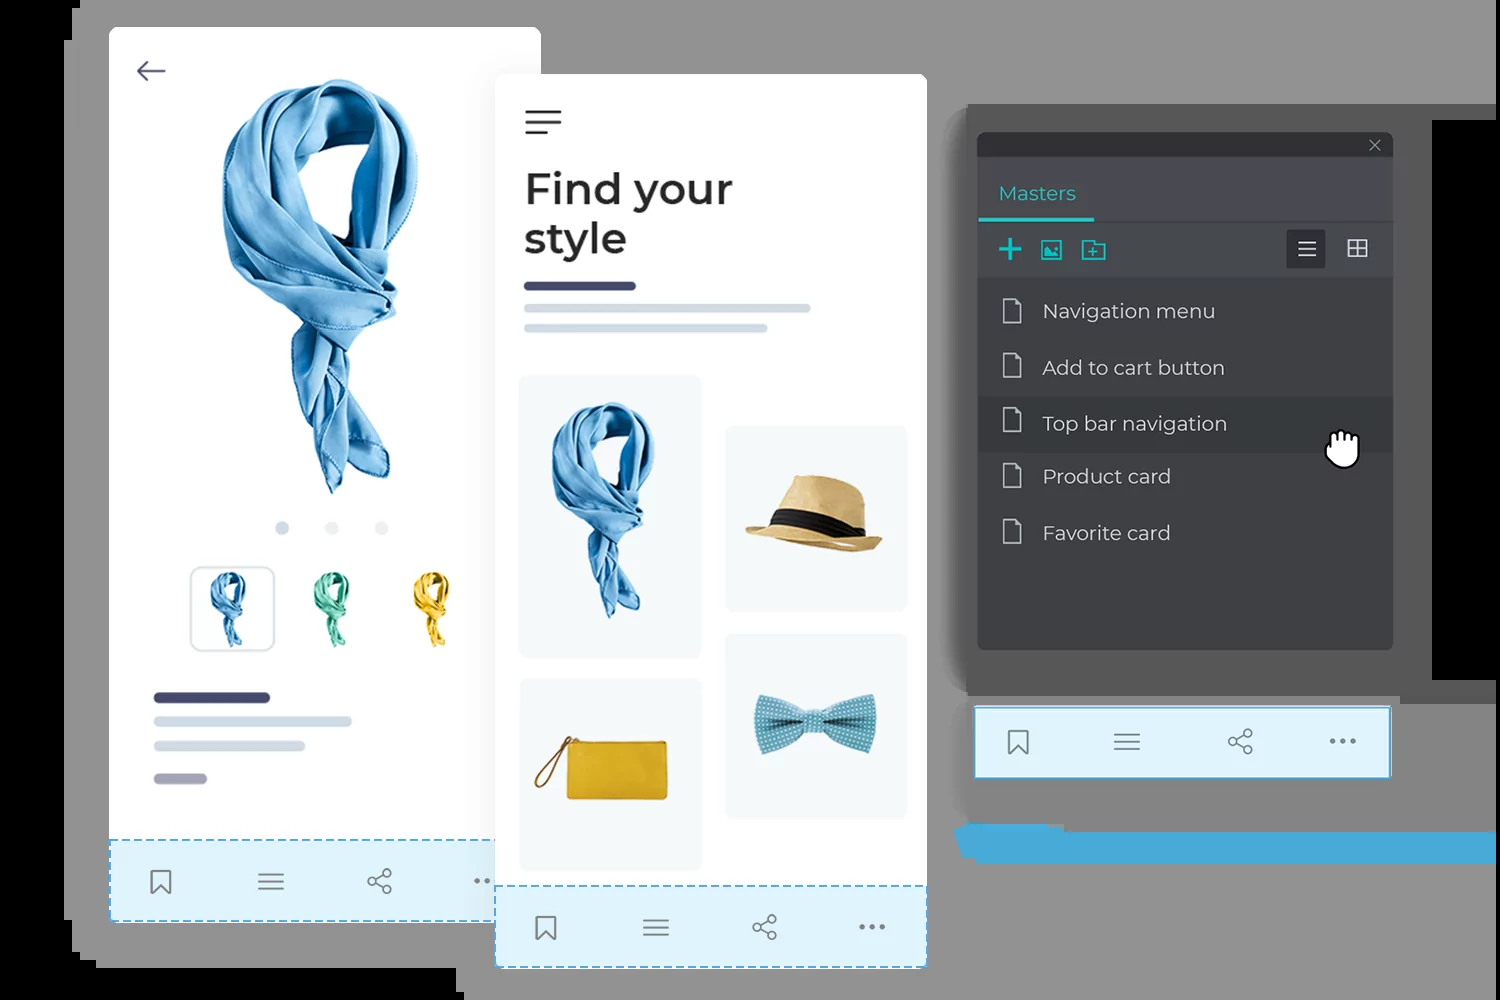 Find your
style
Masters
Navigation menu
Add to cart button
Top bar navigation
Product card
Favorite card